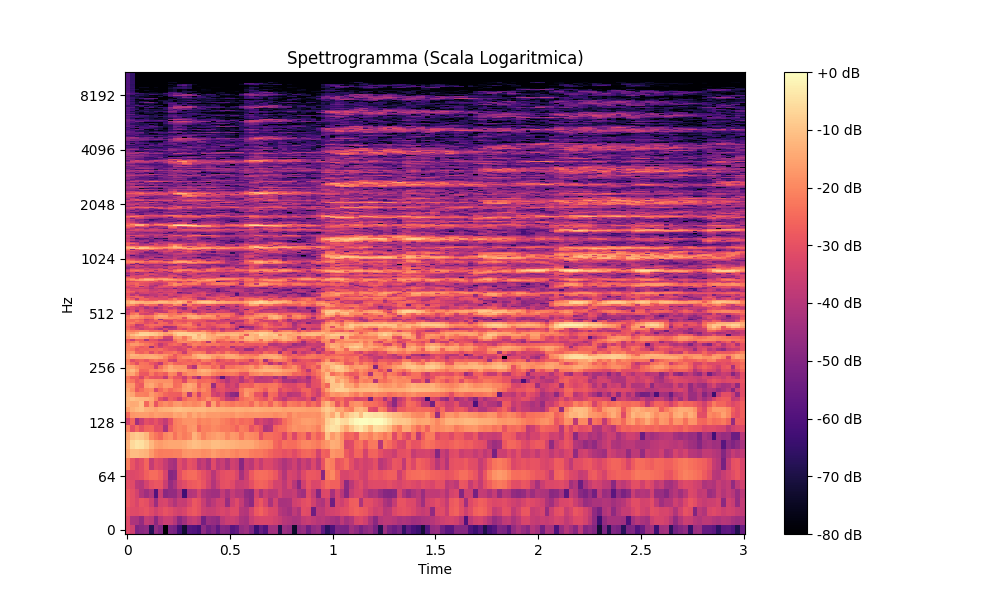 Spettrogramma (Scala Logaritmica)
Hz
8192
4096
2048
1024
512
256
128
64
0
0
0.5
1
1.5
2
2.5
3
Time
+0 dB
-10 dB
-20 dB
-30 dB
-40 dB
-50 dB
-60 dB
-70 dB
-80 dB